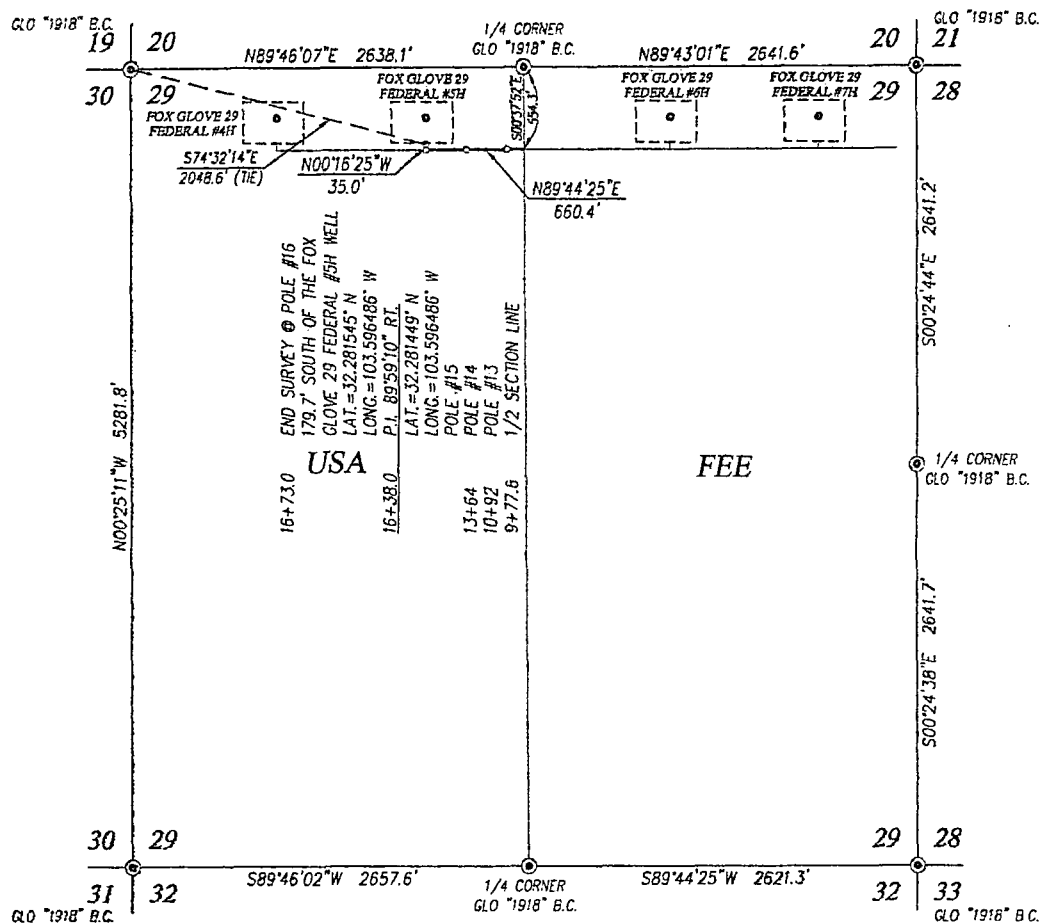 GLO "1918" B.C.
19 20
30 29
N89°46'07"E 2638.1'
1/4 CORNER
GLO "1918" B.C.
N89°43'01"E 2641.6'
GLO "1918" B.C.
20 21
29 28
FOX GLOVE 29
FEDERAL #4H
FOX GLOVE 29
FEDERAL #5H
S00°37'52"E
554.1'
FOX GLOVE 29
FEDERAL #6H
FOX GLOVE 29
FEDERAL #7H
S74°32'14"E
2048.6' (TIE)
N00°16'25"W
35.0'
N89°44'25"E
660.4'
N00°25'11"W 5281.8'
16+73.0 END SURVEY @ POLE #16
179.7' SOUTH OF THE FOX
GLOVE 29 FEDERAL #5H WELL
LAT.=32.281545° N
LONG.=103.596486° W
16+38.0 P.I. 89°59'10" RT.
LAT.=32.281449° N
LONG.=103.596486° W
POLE #15
13+64 POLE #14
10+92 POLE #13
9+77.6 1/2 SECTION LINE
USA
FEE
S00°24'44"E 2641.2'
1/4 CORNER
GLO "1918" B.C.
S00°24'38"E 2641.7'
30 29
31 32
GLO "1918" B.C.
S89°46'02"W 2657.6'
1/4 CORNER
GLO "1918" B.C.
S89°44'25"W 2621.3'
29 28
32 33
GLO "1918" B.C.